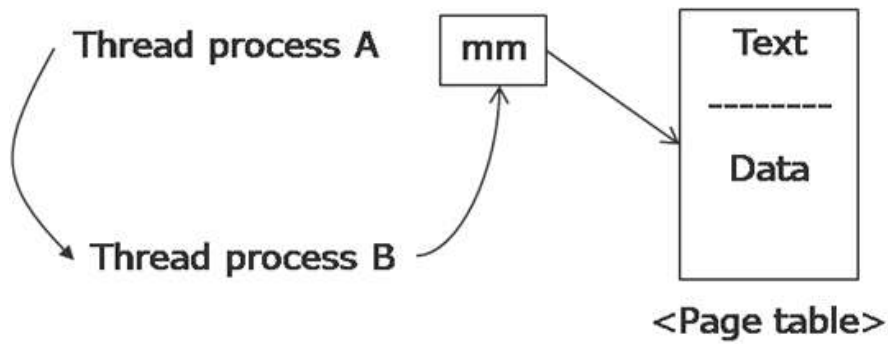 Thread process A
mm
Text
--------
Data
Thread process B
<Page table>